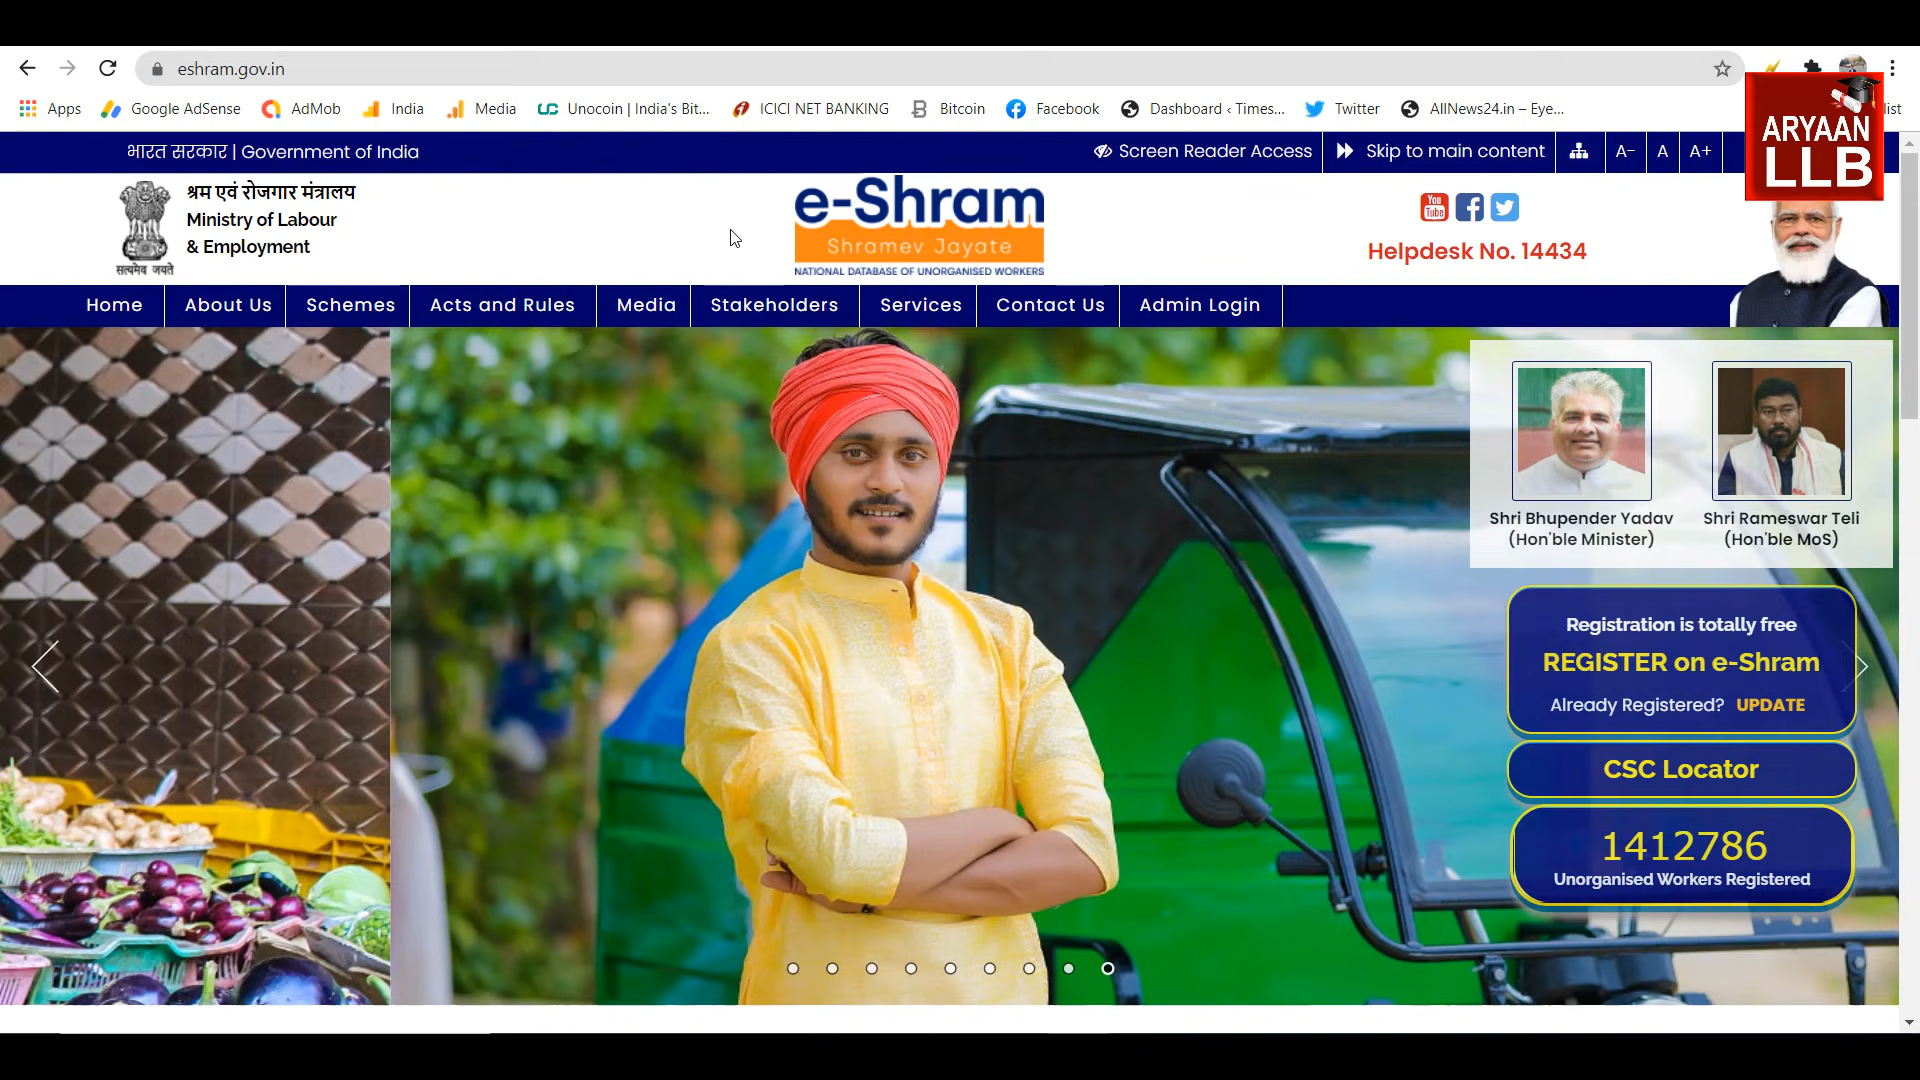 eshram.gov.in
Apps Google AdSense AdMob India Media Unocoin | India's Bit... ICICI NET BANKING Bitcoin Facebook Dashboard ‹ Times... Twitter AllNews24.in – Eye... list
ARYAAN
LLB
भारत सरकार | Government of India Screen Reader Access Skip to main content A- A A+
श्रम एवं रोजगार मंत्रालय
Ministry of Labour
& Employment
सत्यमेव जयते
e-Shram
Shramev Jayate
NATIONAL DATABASE OF UNORGANISED WORKERS
You
Tube
Helpdesk No. 14434
Home About Us Schemes Acts and Rules Media Stakeholders Services Contact Us Admin Login
Shri Bhupender Yadav
(Hon'ble Minister)
Shri Rameswar Teli
(Hon'ble MoS)
Registration is totally free
REGISTER on e-Shram
Already Registered? UPDATE
CSC Locator
1412786
Unorganised Workers Registered